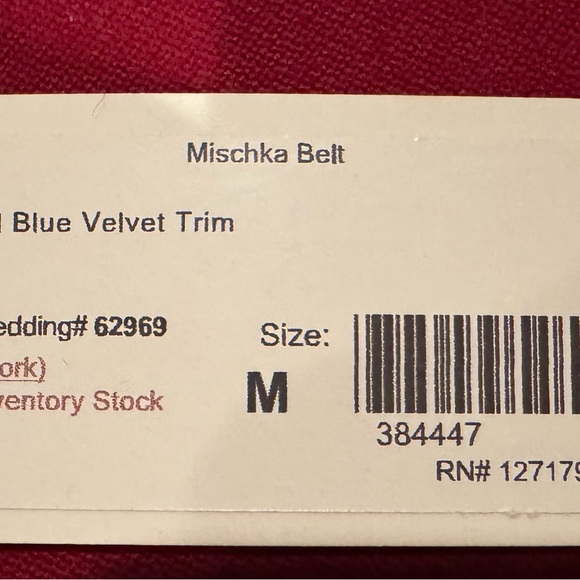 Mischka Belt
Blue Velvet Trim
edding# 62969
Size:
ork)
M
ventory Stock
384447
RN# 127179